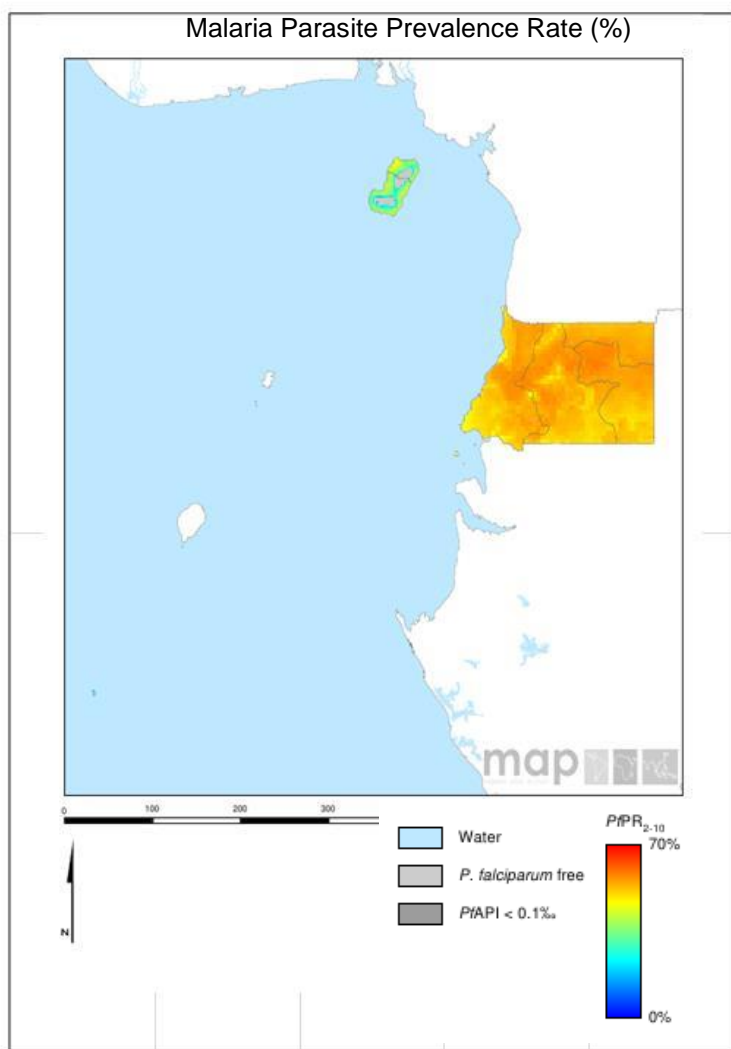 Malaria Parasite Prevalence Rate (%)
map
0 100 200 300
N
Water
P. falciparum free
PfAPI < 0.1‰
PfPR2-10
70%
0%